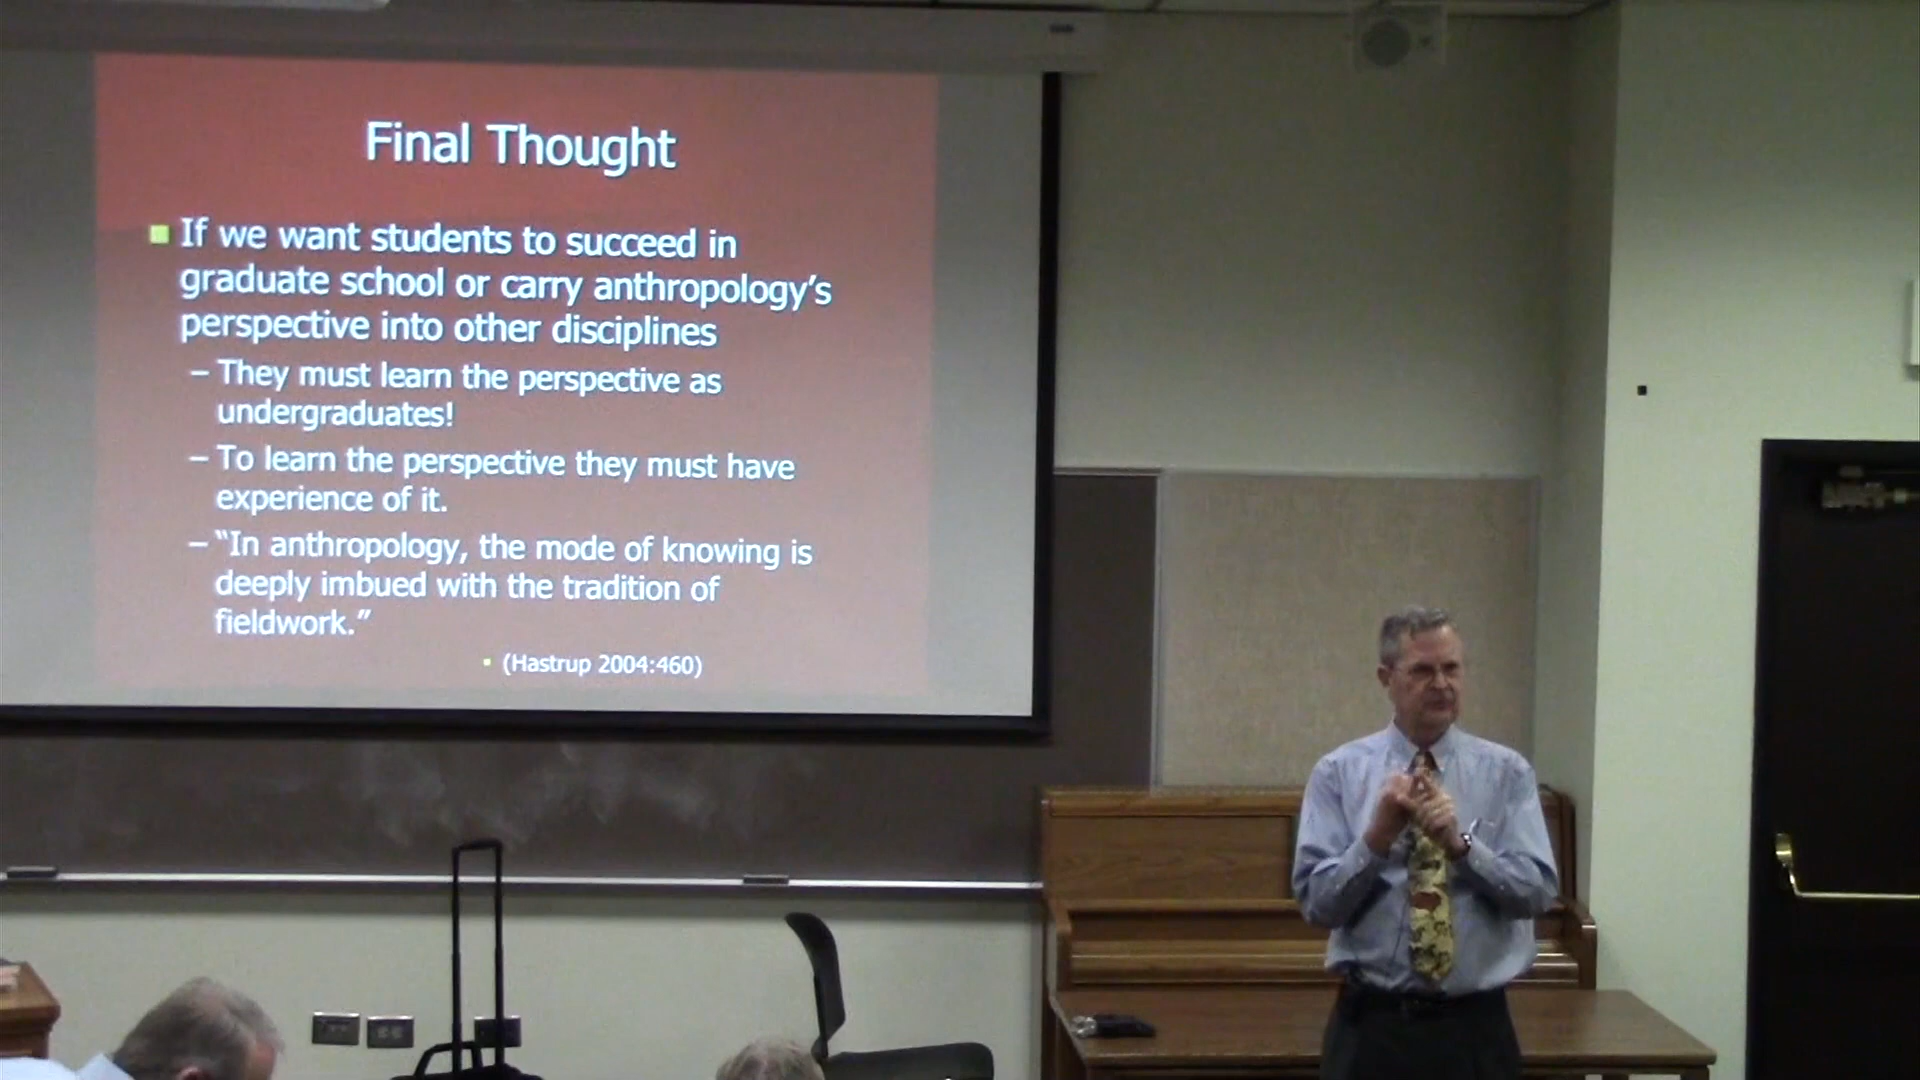 Final Thought
If we want students to succeed in
graduate school or carry anthropology's
perspective into other disciplines
– They must learn the perspective as
undergraduates!
– To learn the perspective they must have
experience of it.
– “In anthropology, the mode of knowing is
deeply imbued with the tradition of
fieldwork.”
(Hastrup 2004:460)